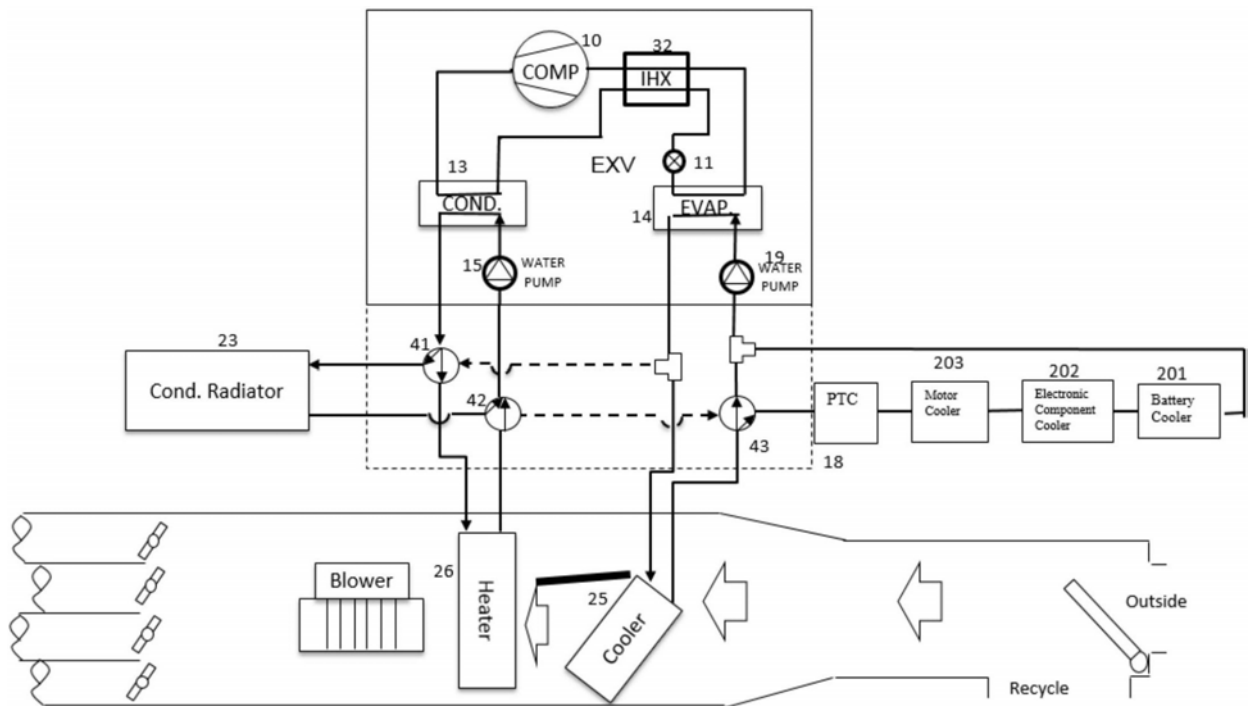 10
32
COMP
IHX
EXV
11
13
COND.
14
EVAP.
15
WATER
PUMP
19
WATER
PUMP
23
41
Cond. Radiator
42
43
PTC
18
203
Motor
Cooler
202
Electronic
Component
Cooler
201
Battery
Cooler
Blower
26
Heater
25
Cooler
Outside
Recycle